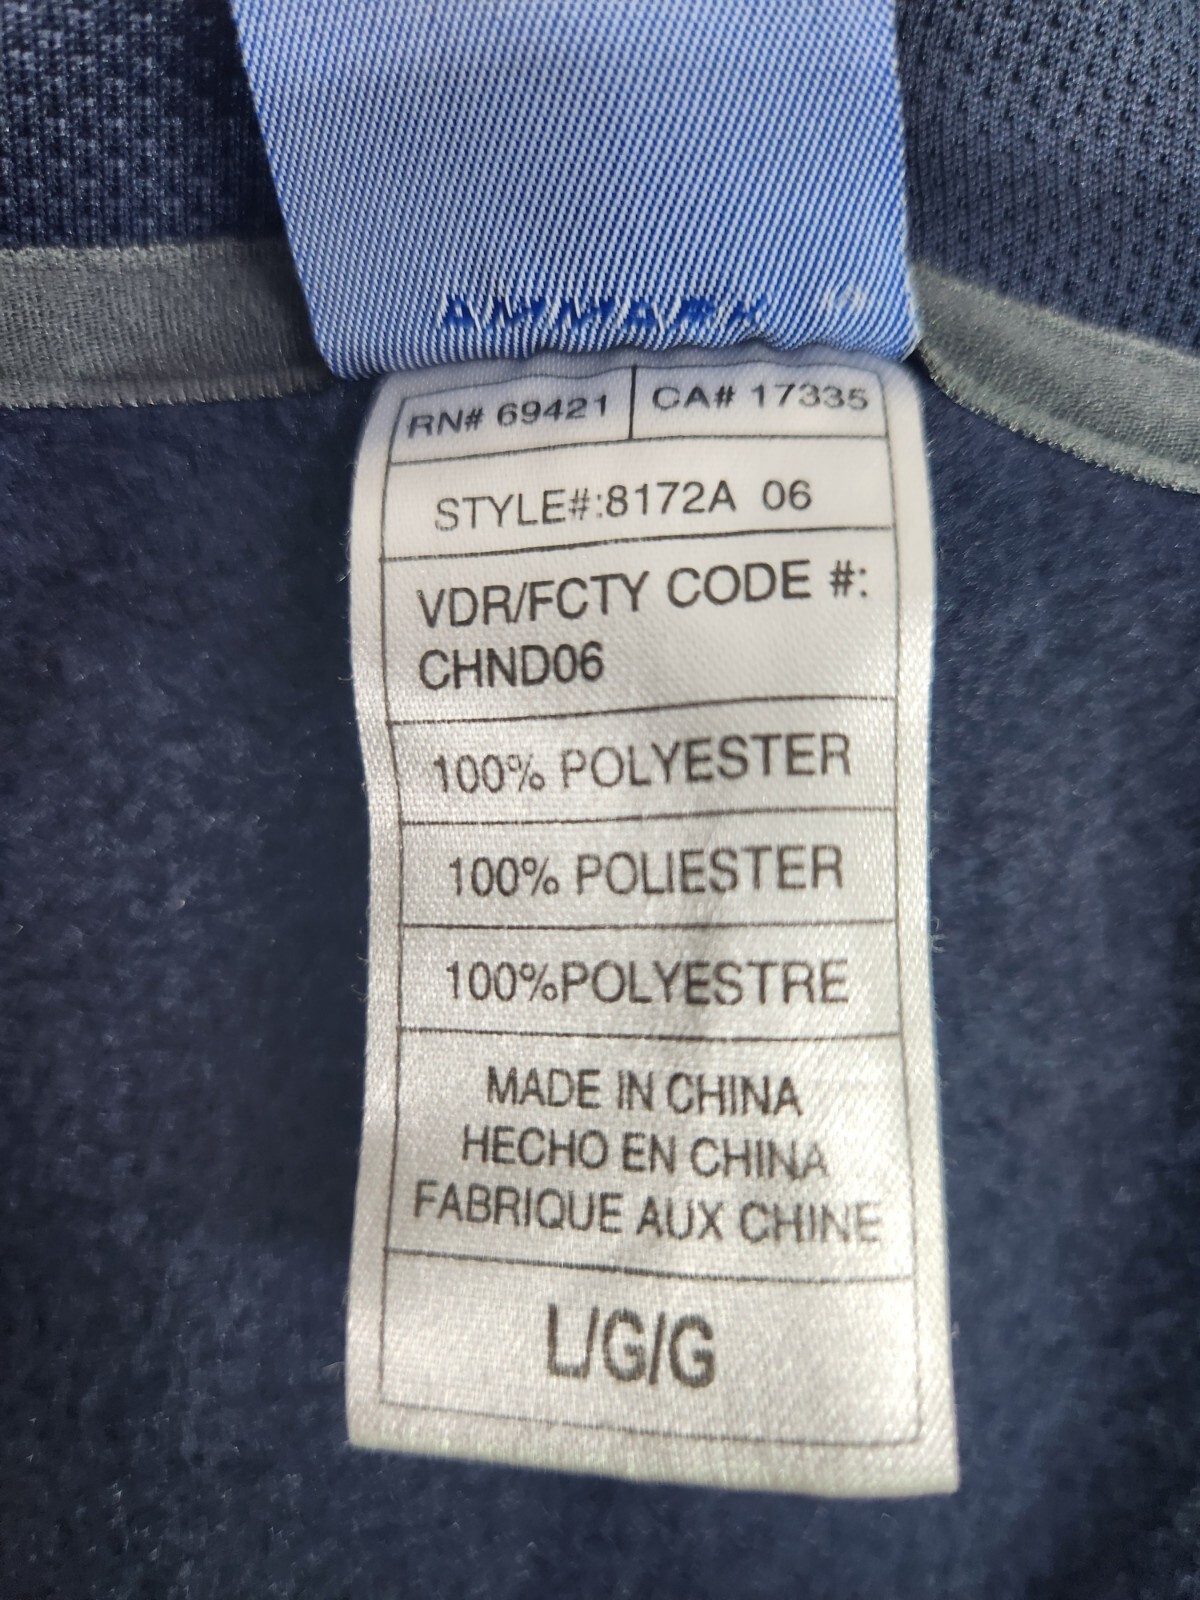 RN# 69421 CA# 17335
STYLE#:8172A 06
VDR/FCTY CODE #:
CHND06
100% POLYESTER
100% POLIESTER
100%POLYESTRE
MADE IN CHINA
HECHO EN CHINA
FABRIQUE AUX CHINE
L/G/G